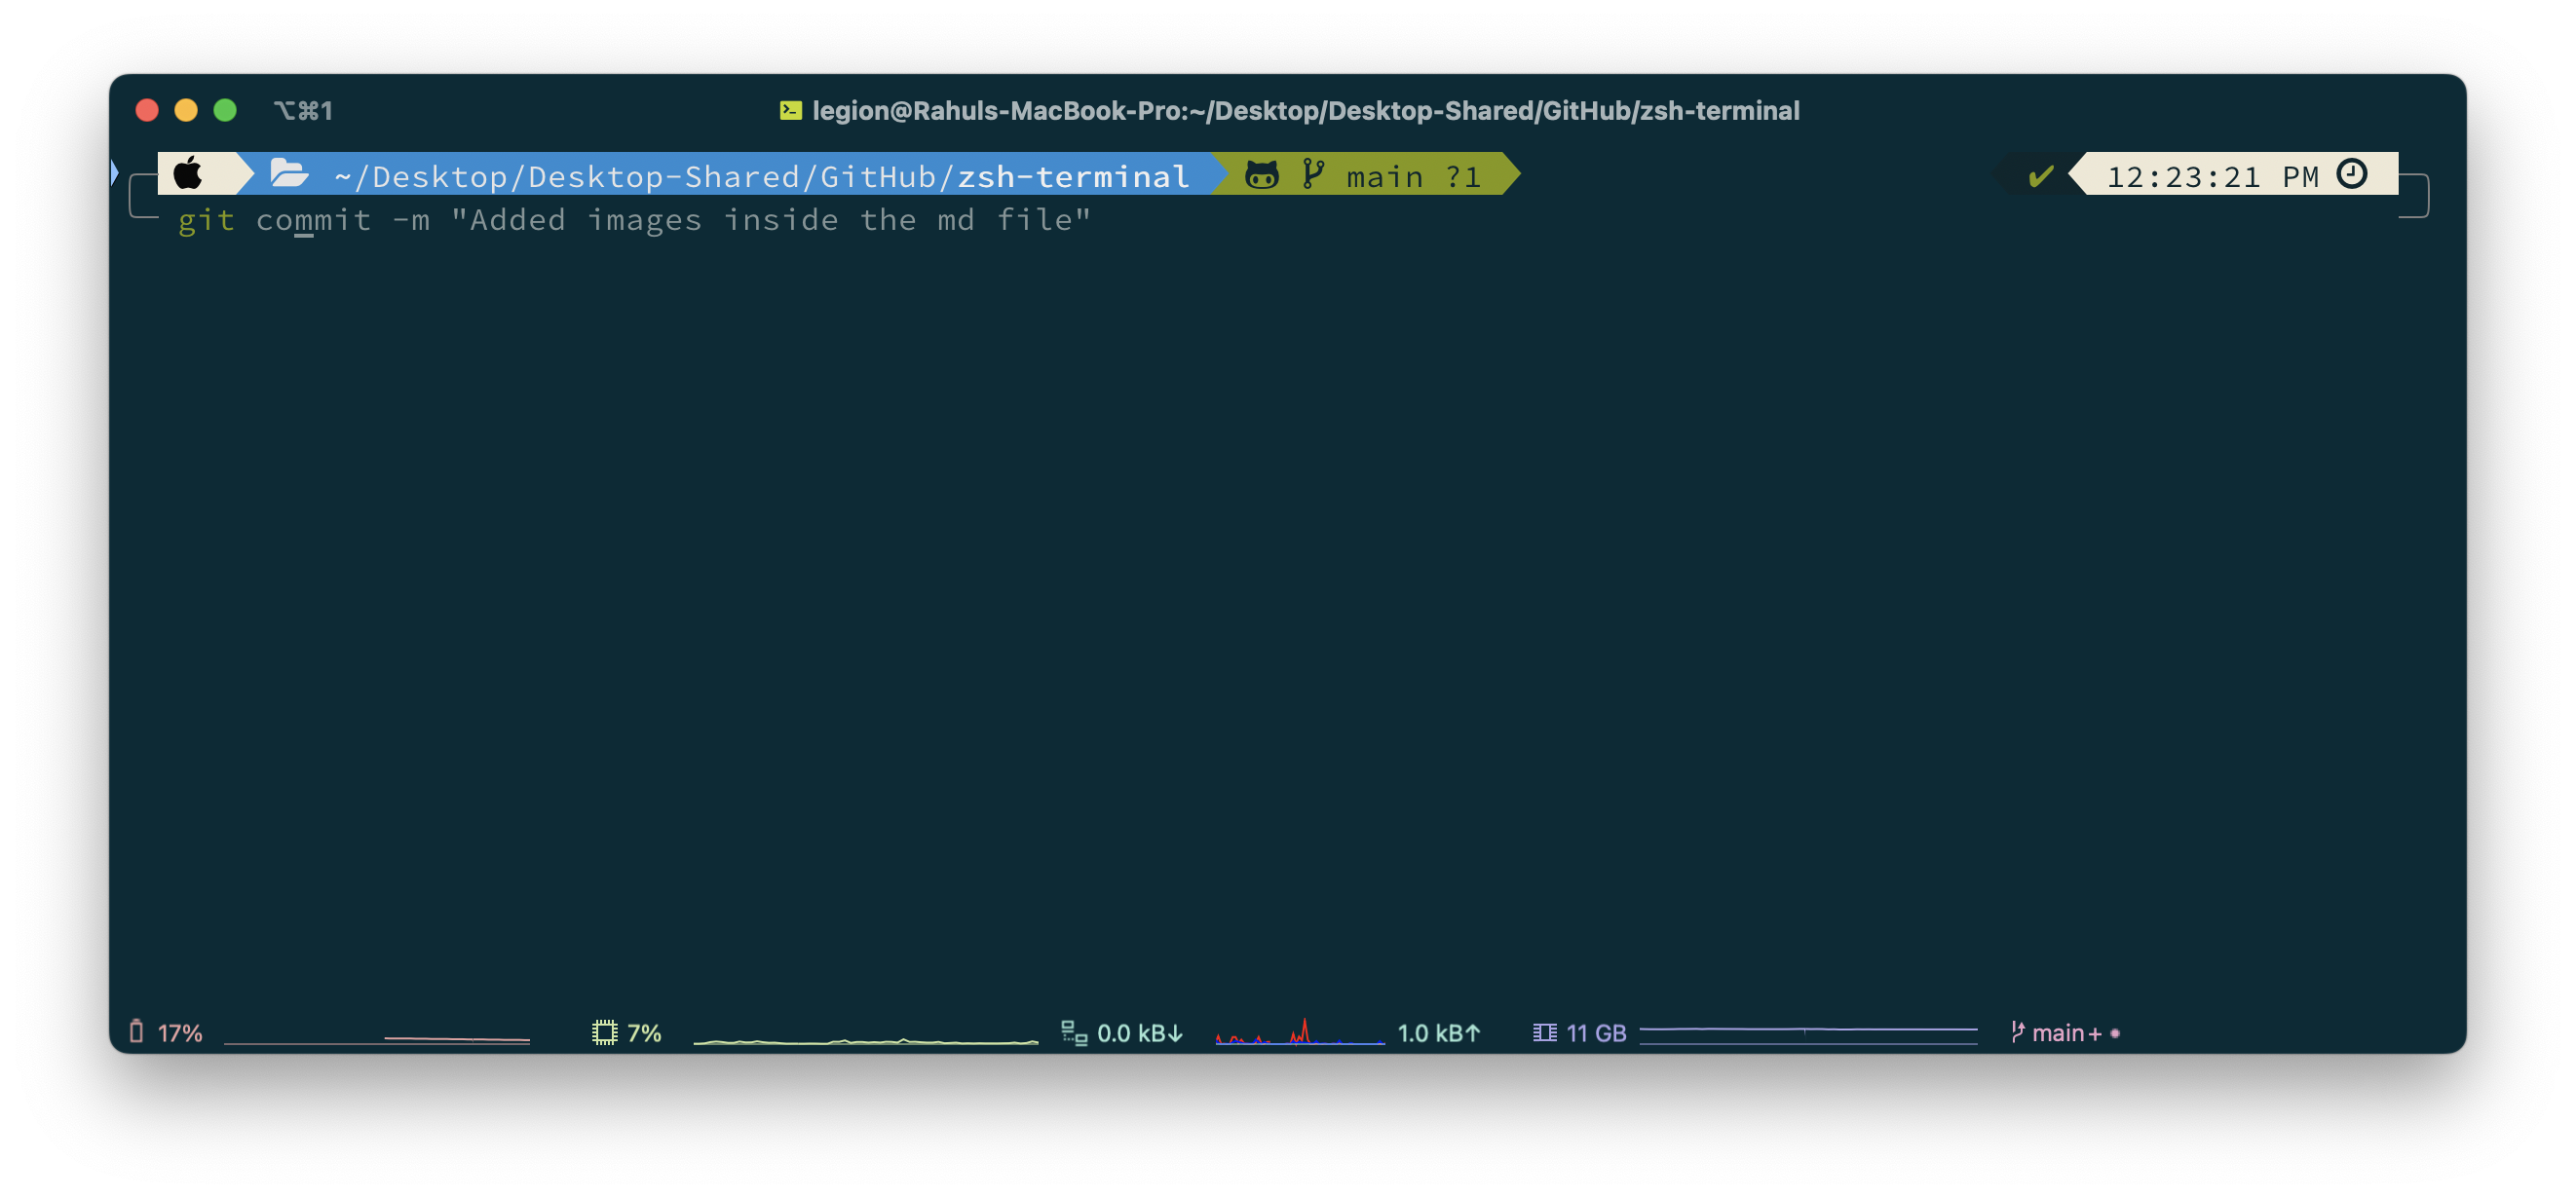 ⌥⌘1
legion@Rahuls-MacBook-Pro:~/Desktop/Desktop-Shared/GitHub/zsh-terminal
~/Desktop/Desktop-Shared/GitHub/zsh-terminal main ?1 ✔ 12:23:21 PM
git commit -m "Added images inside the md file"
17% 7% 0.0 kB↓ 1.0 kB↑ 11 GB main+ •